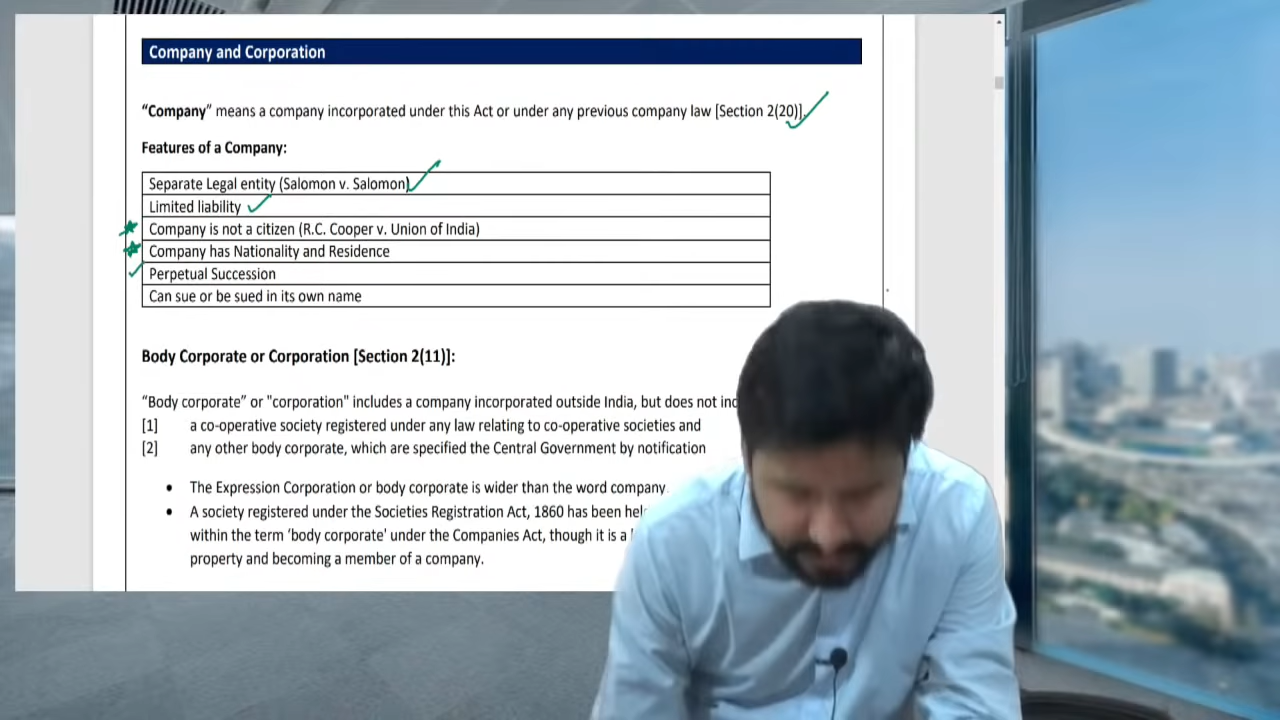 Company and Corporation
“Company” means a company incorporated under this Act or under any previous company law [Section 2(20)].
Features of a Company:
Separate Legal entity (Salomon v. Salomon)
Limited liability
Company is not a citizen (R.C. Cooper v. Union of India)
Company has Nationality and Residence
Perpetual Succession
Can sue or be sued in its own name
Body Corporate or Corporation [Section 2(11)]:
“Body corporate” or "corporation" includes a company incorporated outside India, but does not
[1] a co-operative society registered under any law relating to co-operative societies and
[2] any other body corporate, which are specified the Central Government by notification
• The Expression Corporation or body corporate is wider than the word company.
• A society registered under the Societies Registration Act, 1860 has been
within the term ‘body corporate' under the Companies Act, though it is a
property and becoming a member of a company.